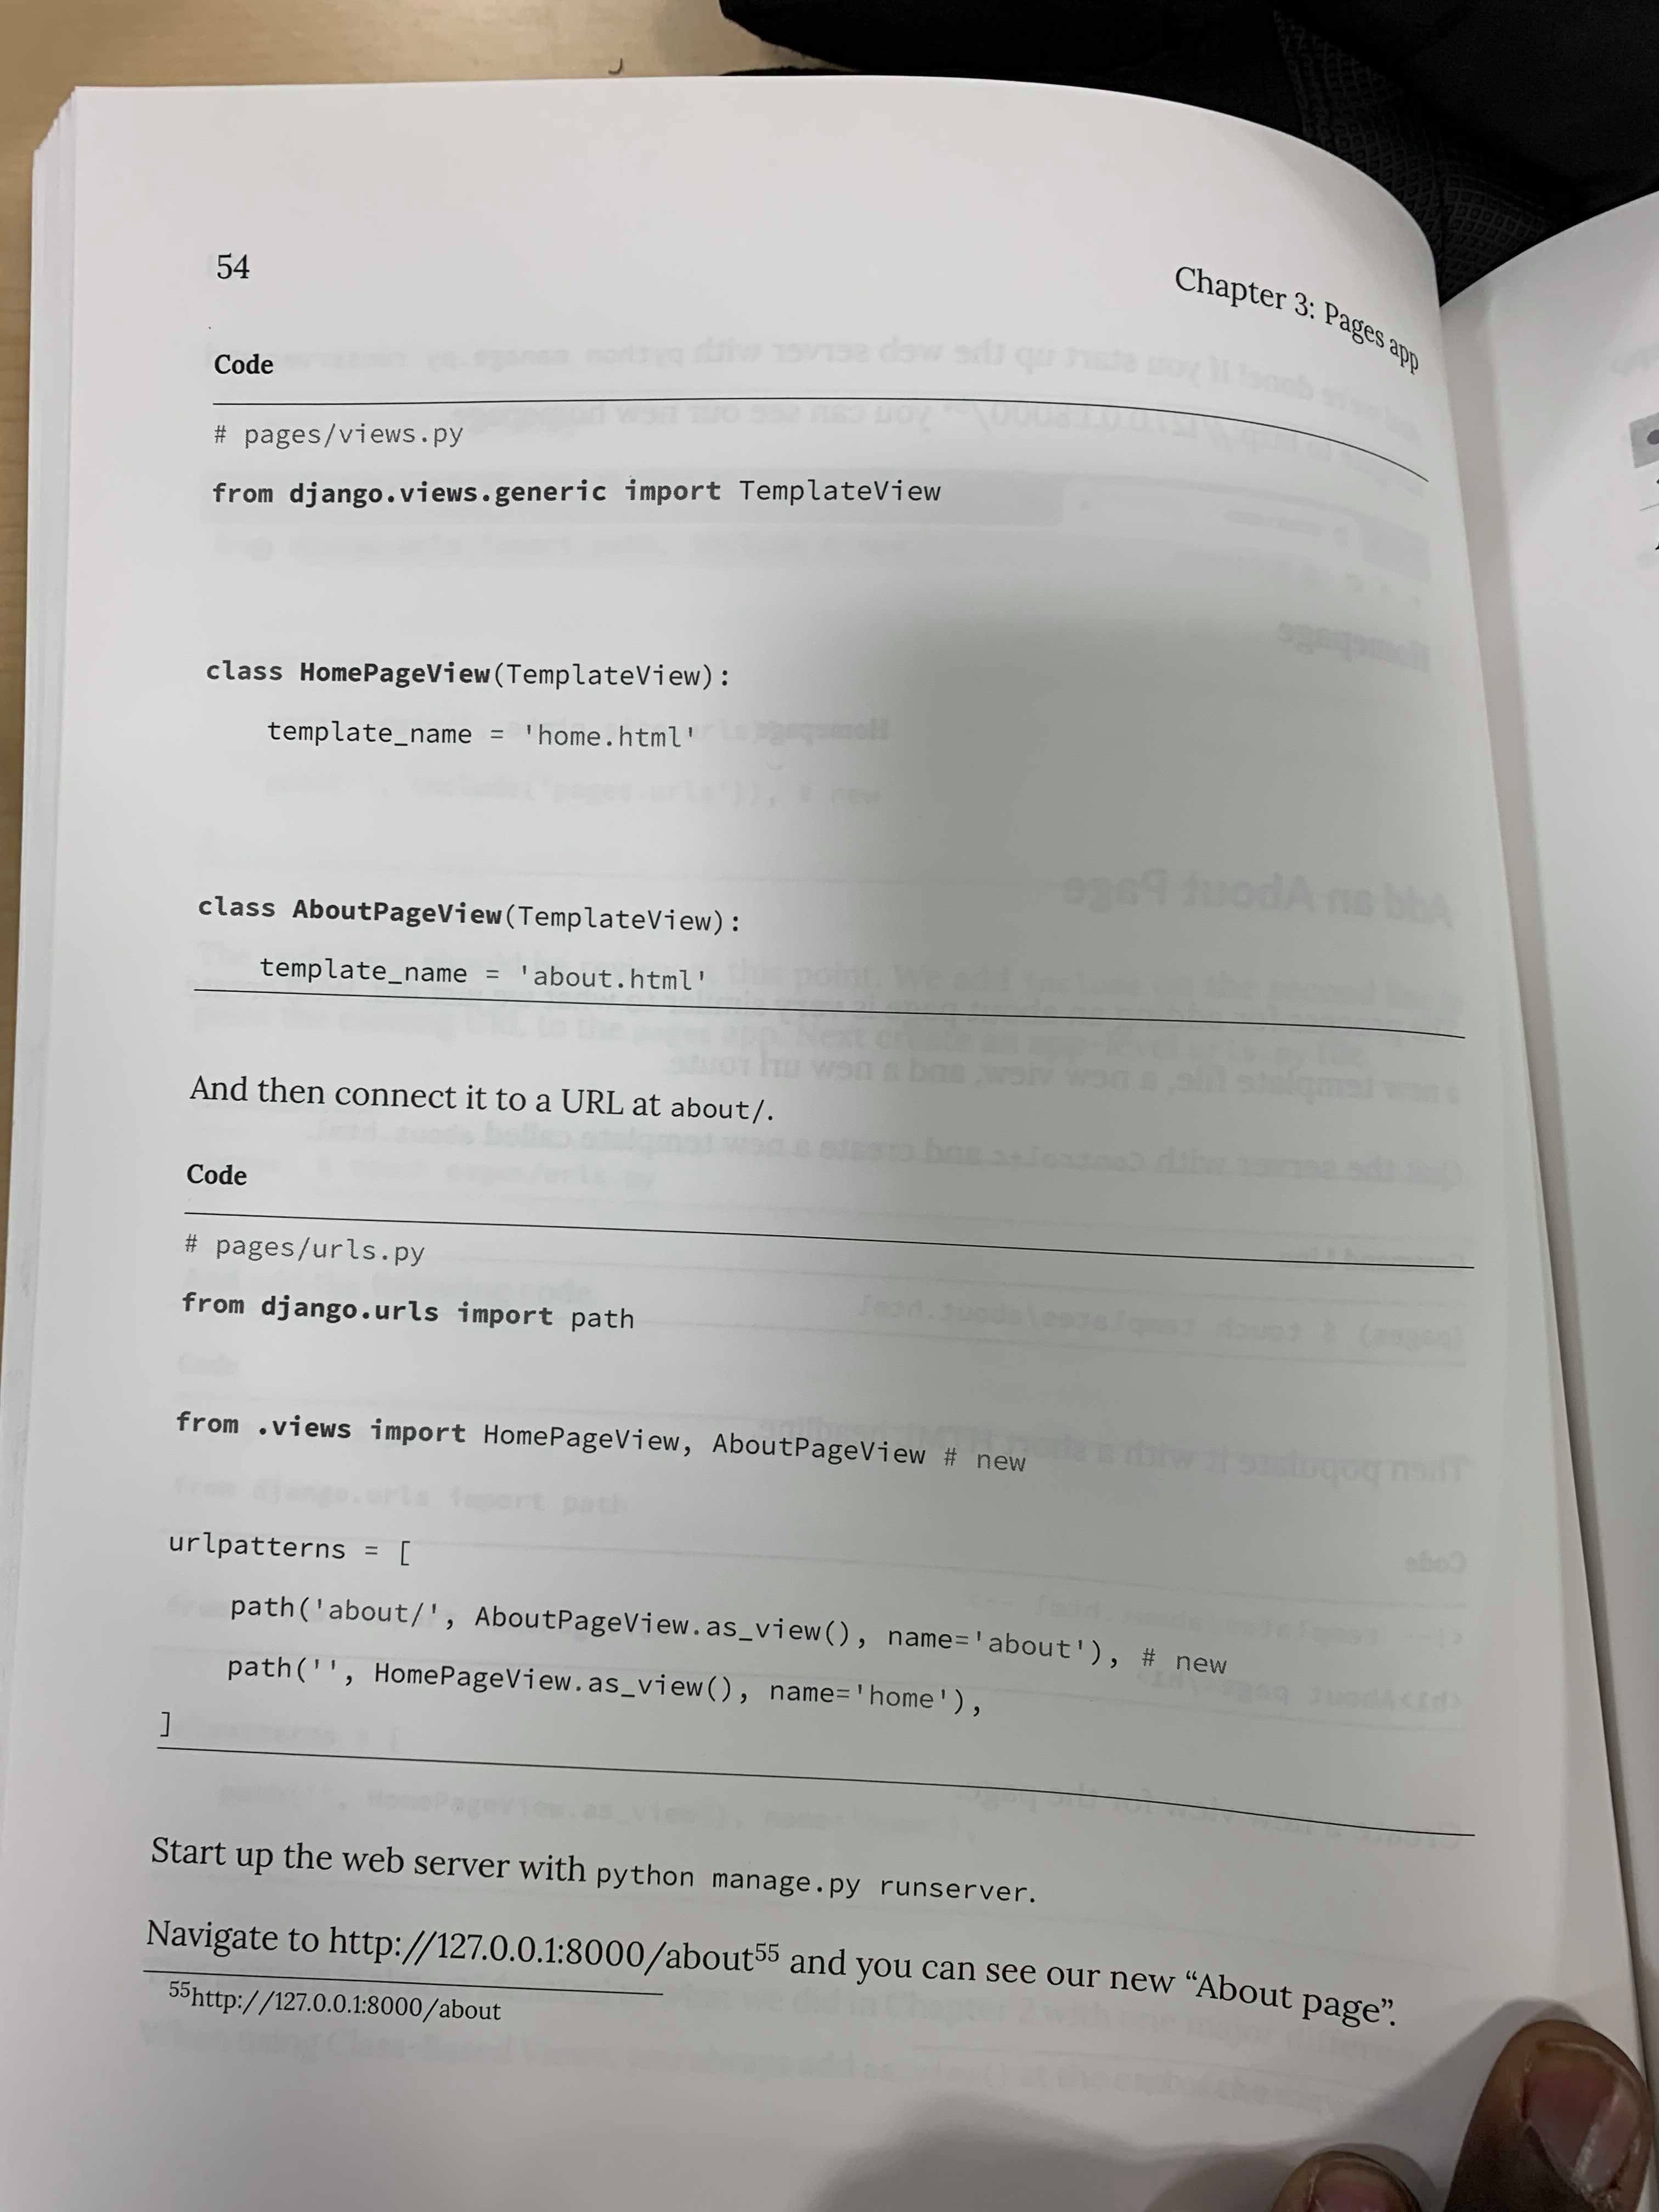 54
Chapter 3: Pages app
Code
# pages/views.py
from django.views.generic import TemplateView
class HomePageView(TemplateView):
    template_name = 'home.html'
class AboutPageView(TemplateView):
    template_name = 'about.html'
And then connect it to a URL at about/.
Code
# pages/urls.py
from django.urls import path
from .views import HomePageView, AboutPageView # new
urlpatterns = [
    path('about/', AboutPageView.as_view(), name='about'), # new
    path('', HomePageView.as_view(), name='home'),
]
Start up the web server with python manage.py runserver.
Navigate to http://127.0.0.1:8000/about⁵⁵ and you can see our new “About page”.
⁵⁵http://127.0.0.1:8000/about